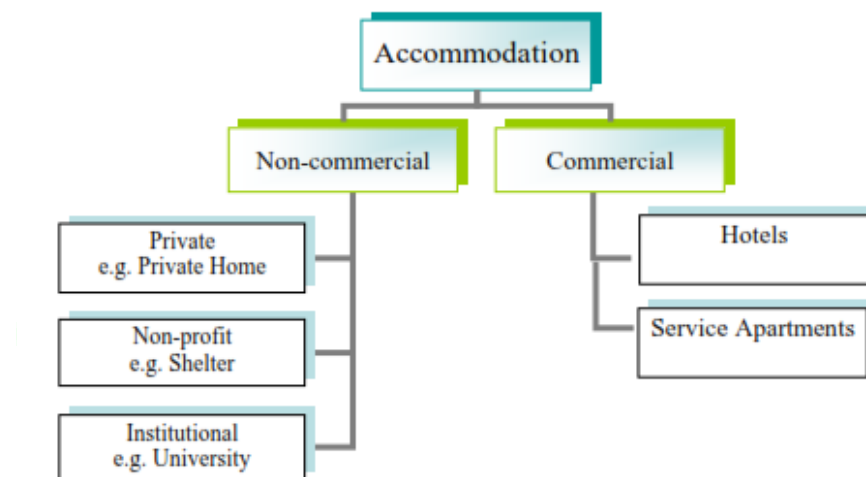 Accommodation
Non-commercial
Commercial
Private
e.g. Private Home
Non-profit
e.g. Shelter
Institutional
e.g. University
Hotels
Service Apartments